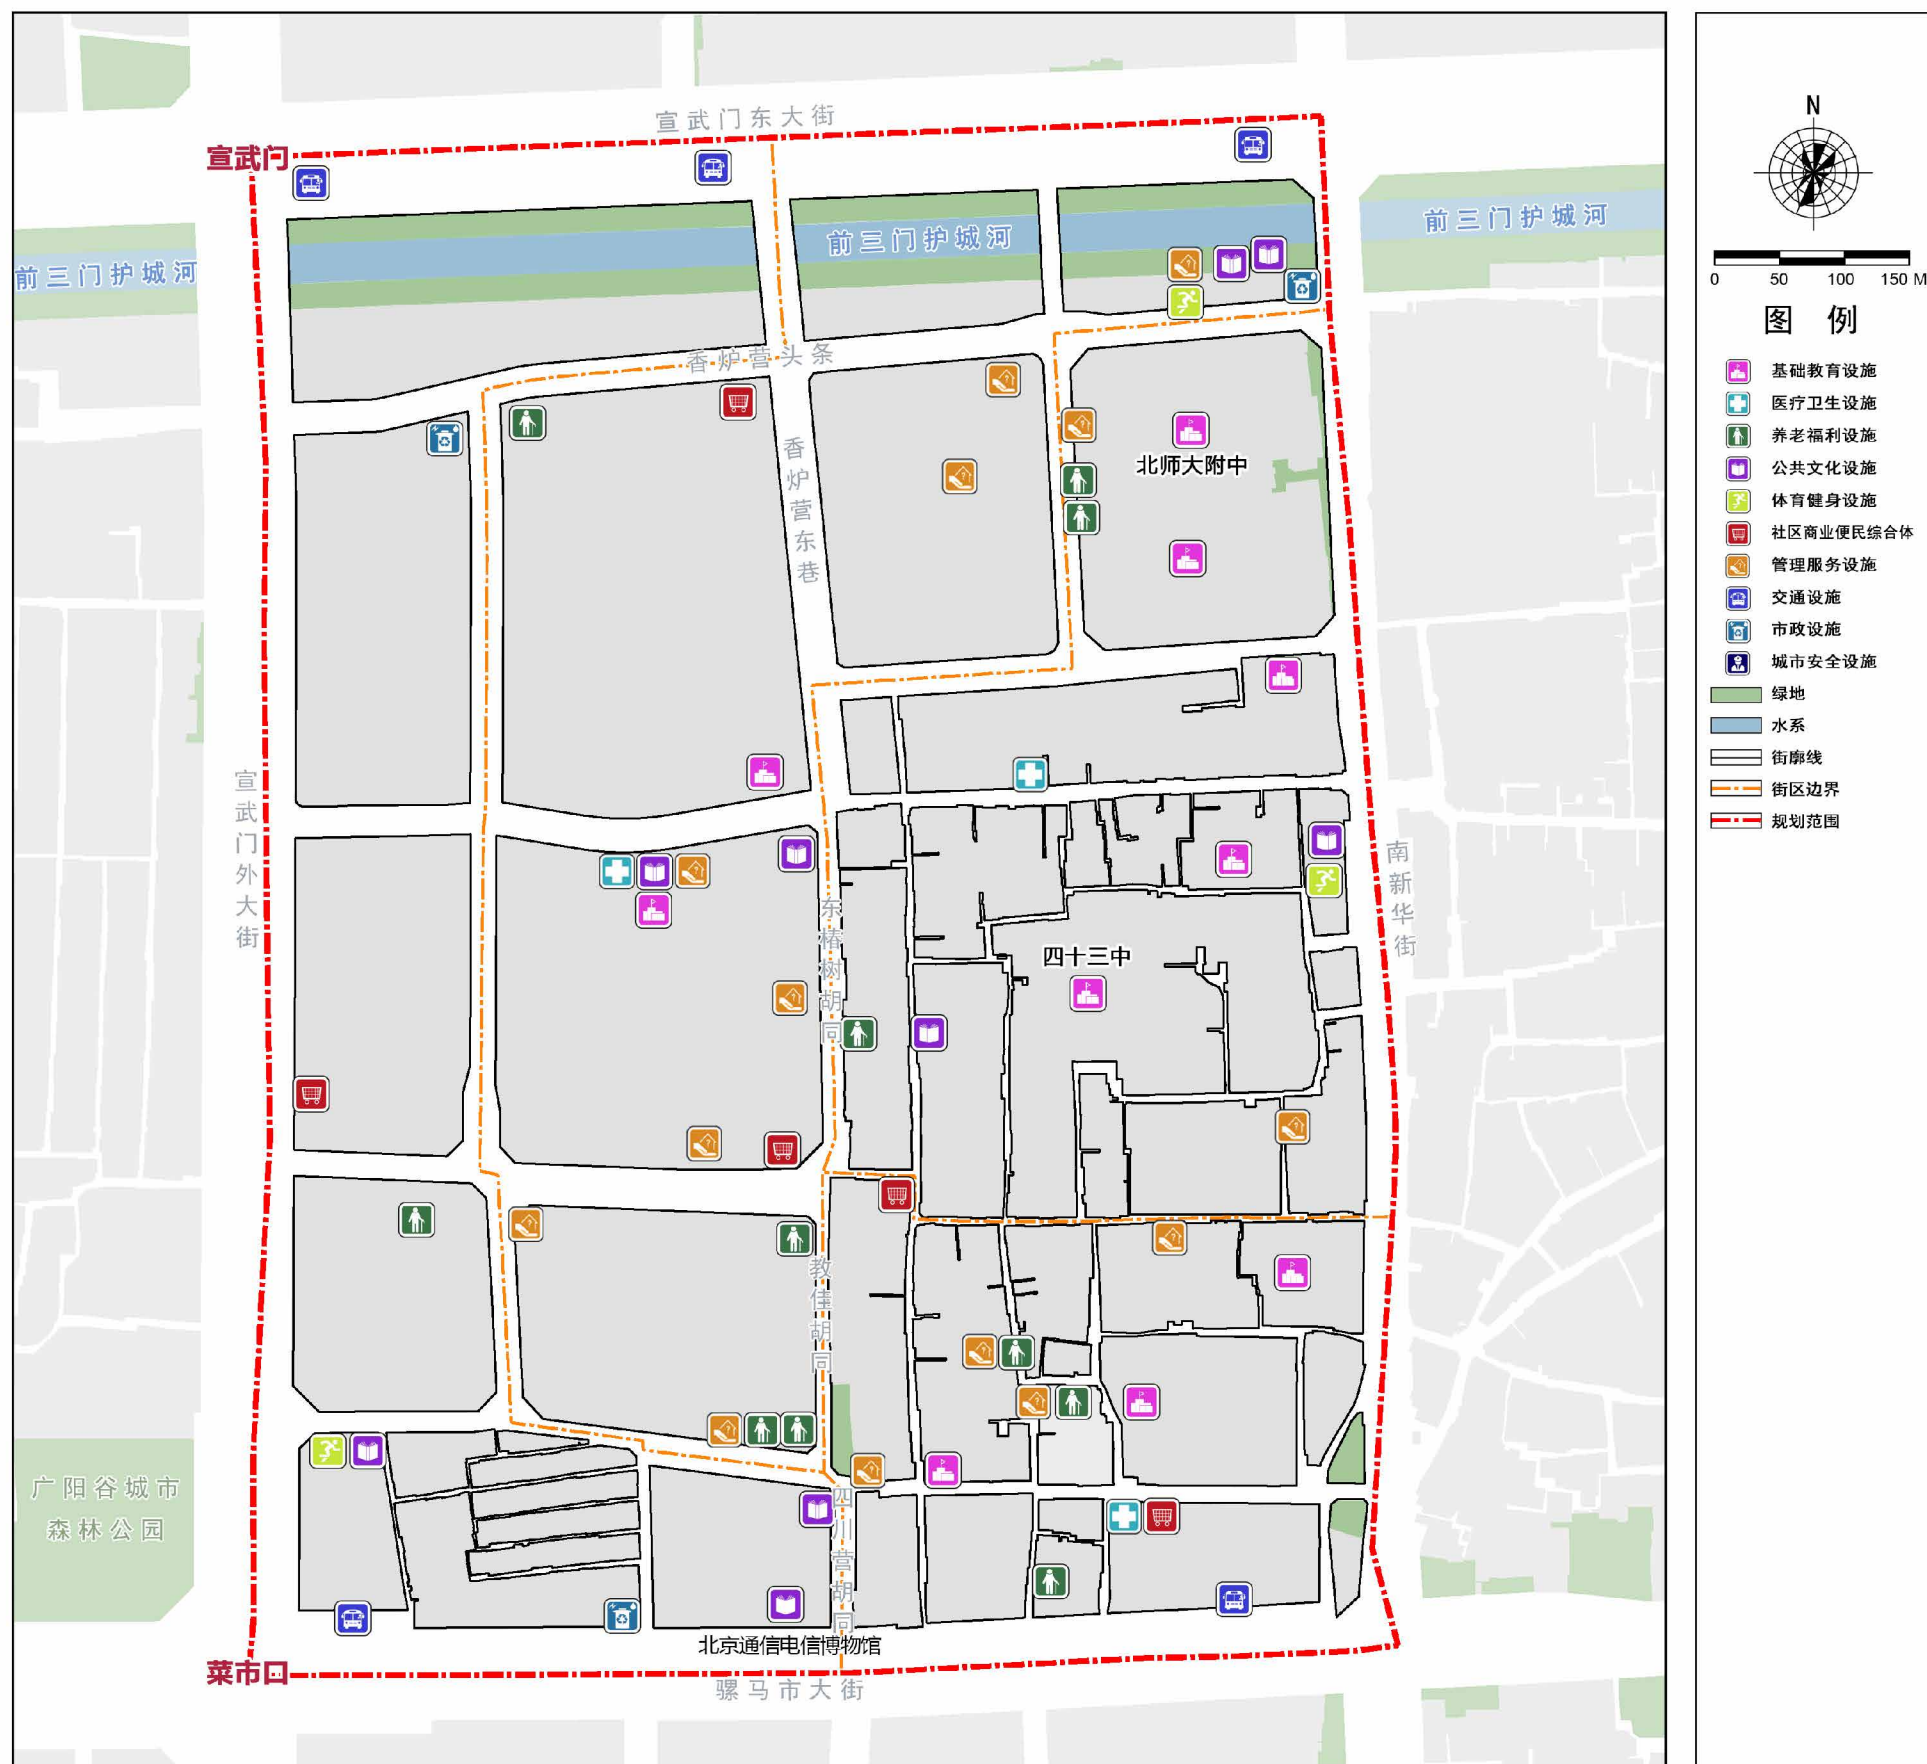 宣武门东大街
宣武门
前三门护城河
前三门护城河
前三门护城河
香炉营头条
香炉营东巷
北师大附中
宣武门外大街
南新华街
东椿树胡同
四十三中
教佳胡同
广阳谷城市
森林公园
四川营胡同
北京通信电信博物馆
菜市口
骡马市大街
N
0 50 100 150 M
图 例
基础教育设施
医疗卫生设施
养老福利设施
公共文化设施
体育健身设施
社区商业便民综合体
管理服务设施
交通设施
市政设施
城市安全设施
绿地
水系
街廓线
街区边界
规划范围